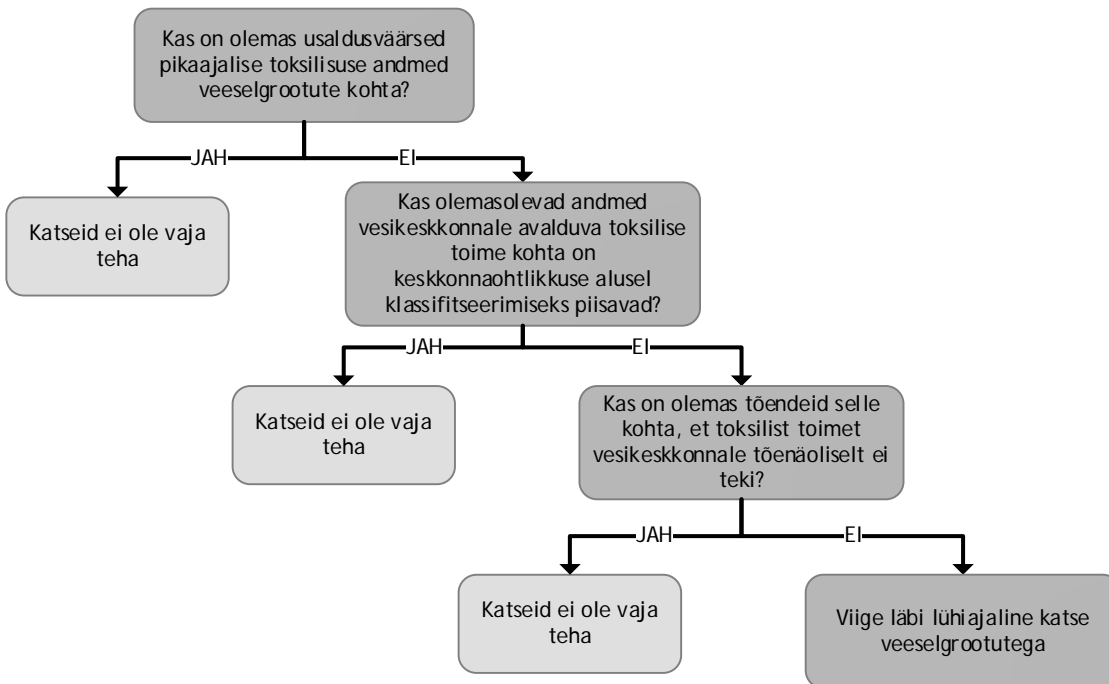 Kas on olemas usaldusväärsed
pikaajalise toksilisuse andmed
veeselgrootute kohta?
JAH
EI
Katseid ei ole vaja
teha
Kas olemasolevad andmed
vesikeskkonnale avalduva toksilise
toime kohta on
keskkonnaohtlikkuse alusel
klassifitseerimiseks piisavad?
JAH
EI
Katseid ei ole vaja
teha
Kas on olemas tõendeid selle
kohta, et toksilist toimet
vesikeskkonnale tõenäoliselt ei
teki?
JAH
EI
Katseid ei ole vaja
teha
Viige läbi lühiajaline katse
veeselgrootutega